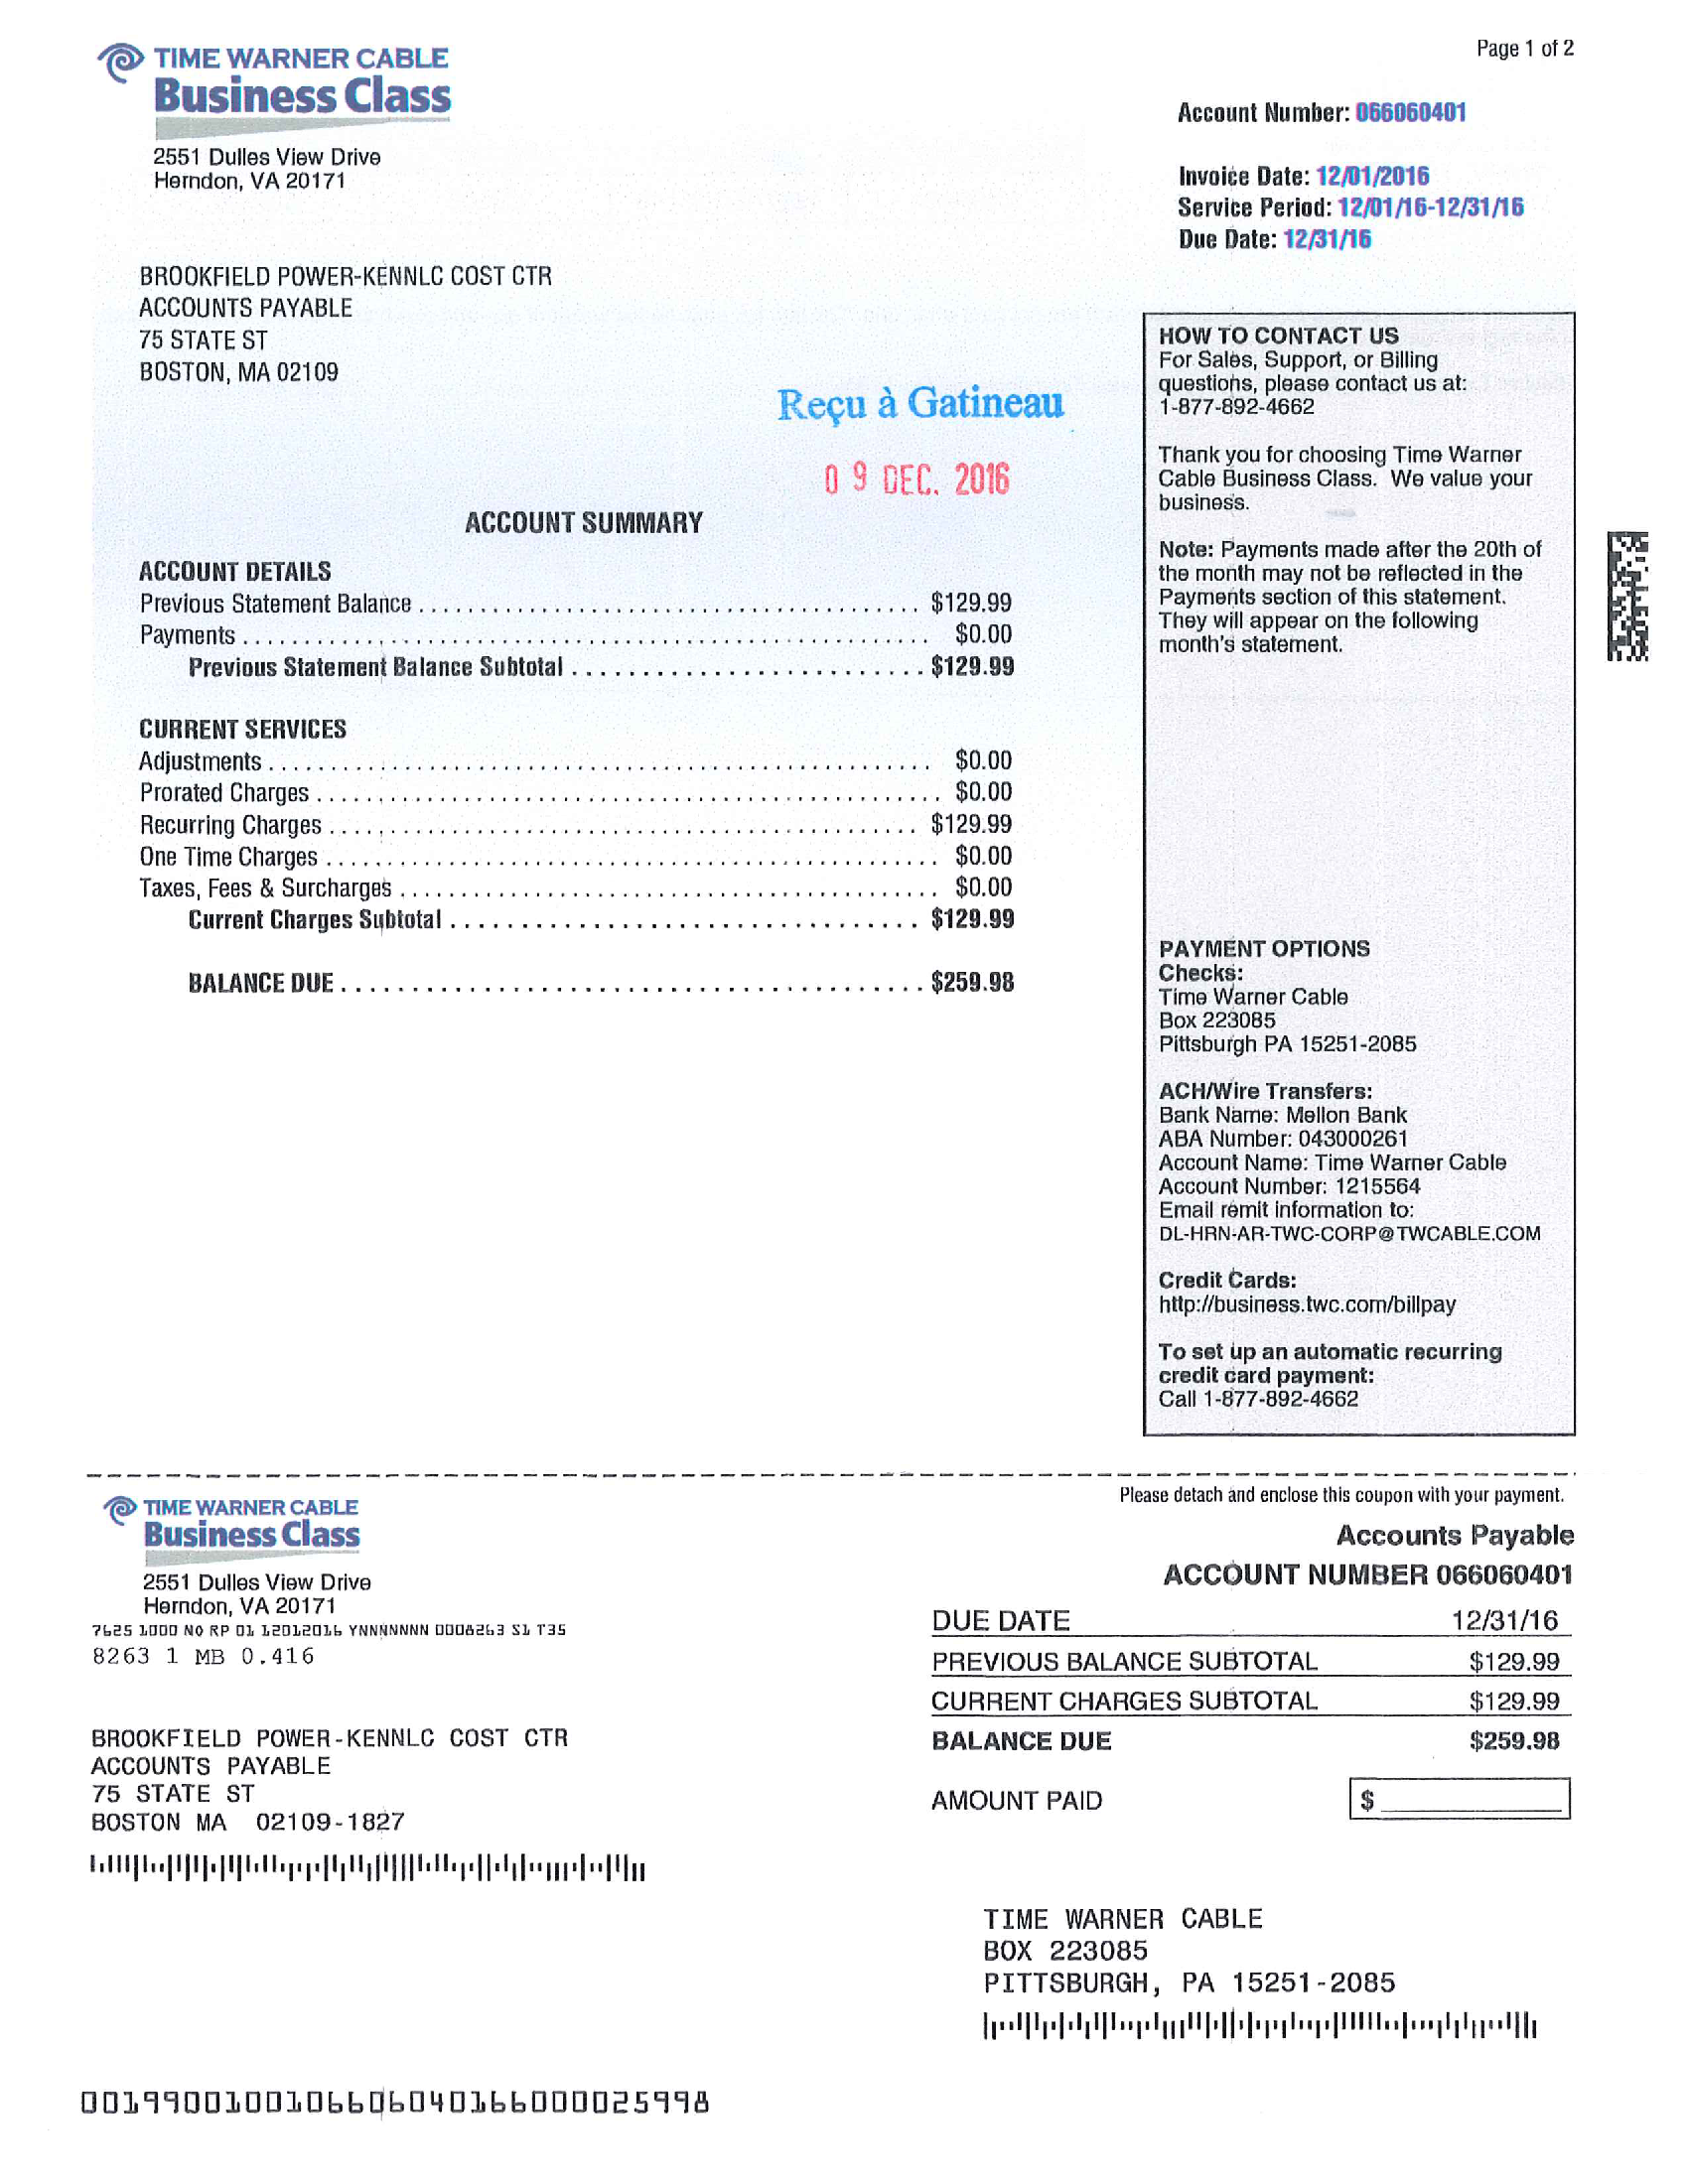 TIME WARNER CABLE
Business Class
2551 Dulles View Drive
Herndon, VA 20171
Page 1 of 2
Account Number: 066060401
Invoice Date: 12/01/2016
Service Period: 12/01/16-12/31/16
Due Date: 12/31/16
BROOKFIELD POWER-KENNLC COST CTR
ACCOUNTS PAYABLE
75 STATE ST
BOSTON, MA 02109
Reçu à Gatineau
0 9 DEC. 2016
ACCOUNT SUMMARY
ACCOUNT DETAILS
Previous Statement Balance $129.99
Payments $0.00
Previous Statement Balance Subtotal $129.99
CURRENT SERVICES
Adjustments $0.00
Prorated Charges $0.00
Recurring Charges $129.99
One Time Charges $0.00
Taxes, Fees & Surcharges $0.00
Current Charges Subtotal $129.99
BALANCE DUE $259.98
HOW TO CONTACT US
For Sales, Support, or Billing
questions, please contact us at:
1-877-892-4662
Thank you for choosing Time Warner
Cable Business Class. We value your
business.
Note: Payments made after the 20th of
the month may not be reflected in the
Payments section of this statement.
They will appear on the following
month's statement.
PAYMENT OPTIONS
Checks:
Time Warner Cable
Box 223085
Pittsburgh PA 15251-2085
ACH/Wire Transfers:
Bank Name: Mellon Bank
ABA Number: 043000261
Account Name: Time Warner Cable
Account Number: 1215564
Email remit information to:
DL-HRN-AR-TWC-CORP@TWCABLE.COM
Credit Cards:
http://business.twc.com/billpay
To set up an automatic recurring
credit card payment:
Call 1-877-892-4662
TIME WARNER CABLE
Business Class
2551 Dulles View Drive
Herndon, VA 20171
7625 1000 NO RP 01 12012016 YNNNNNNN 0008263 S1 T35
8263 1 MB 0.416
BROOKFIELD POWER-KENNLC COST CTR
ACCOUNTS PAYABLE
75 STATE ST
BOSTON MA 02109-1827
Please detach and enclose this coupon with your payment.
Accounts Payable
ACCOUNT NUMBER 066060401
DUE DATE 12/31/16
PREVIOUS BALANCE SUBTOTAL $129.99
CURRENT CHARGES SUBTOTAL $129.99
BALANCE DUE $259.98
AMOUNT PAID $
TIME WARNER CABLE
BOX 223085
PITTSBURGH, PA 15251-2085
0019900100106606040166000025998